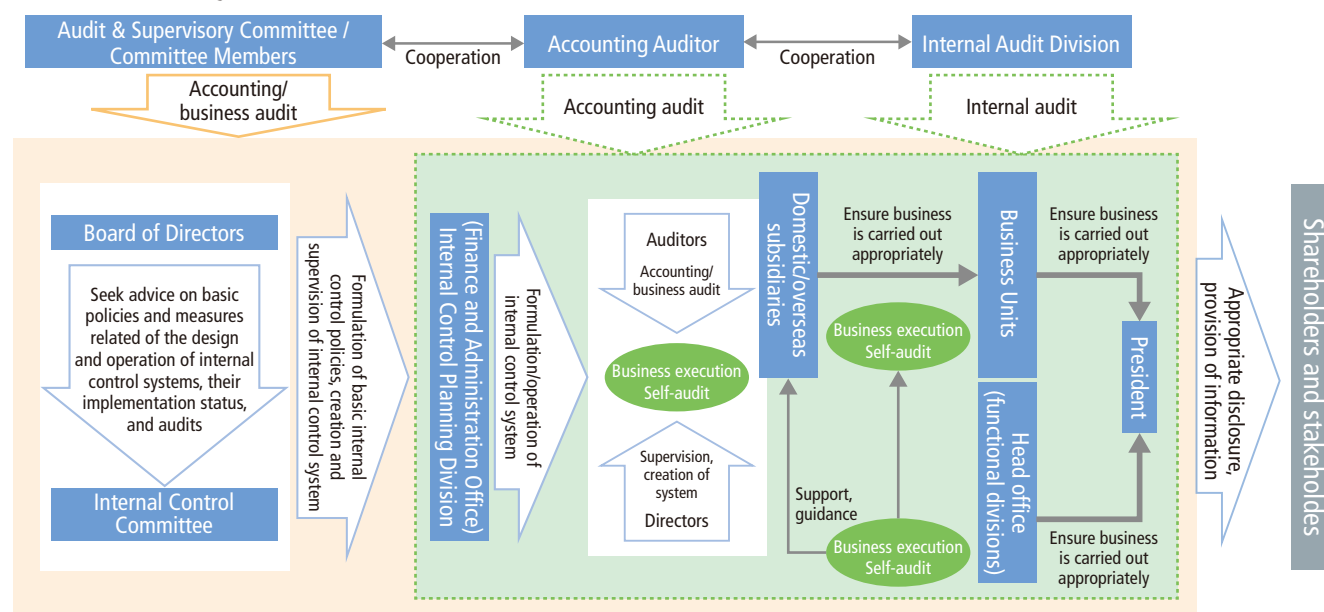 Audit & Supervisory Committee /
Committee Members
Cooperation
Accounting Auditor
Cooperation
Internal Audit Division
Accounting/
business audit
Accounting audit
Internal audit
Board of Directors
Seek advice on basic
policies and measures
related of the design
and operation of internal
control systems, their
implementation status,
and audits
Internal Control
Committee
Formulation of basic internal
control policies, creation and
supervision of internal control system
Internal Control Planning Division
(Finance and Administration Office)
Formulation/operation of
internal control system
Auditors
Accounting/
business audit
Business execution
Self-audit
Supervision,
creation of
system
Directors
Domestic/overseas
subsidiaries
Ensure business
is carried out
appropriately
Business execution
Self-audit
Support,
guidance
Business execution
Self-audit
Business Units
Head office
(functional divisions)
Ensure business
is carried out
appropriately
President
Ensure business
is carried out
appropriately
Appropriate disclosure,
provision of information
Shareholders and stakeholdes